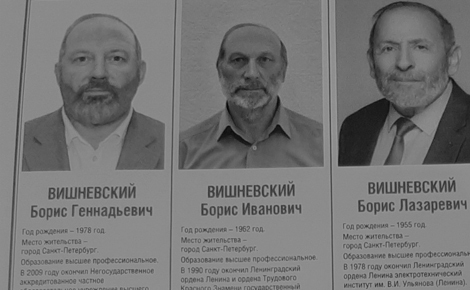 ВИШНЕВСКИЙ
Борис Геннадьевич
Год рождения – 1978 год.
Место жительства –
город Санкт-Петербург.
Образование высшее профессиональное.
В 2009 году окончил Негосударственное
аккредитованное частное
ВИШНЕВСКИЙ
Борис Иванович
Год рождения – 1962 год.
Место жительства –
город Санкт-Петербург.
Образование высшее профессиональное.
В 1990 году окончил Ленинградский
ордена Ленина и ордена Трудового
Красного Знамени государственный
ВИШНЕВСКИЙ
Борис Лазаревич
Год рождения – 1955 год.
Место жительства –
город Санкт-Петербург.
Образование высшее профессиональное.
В 1978 году окончил Ленинградский
ордена Ленина электротехнический
институт им. В.И. Ульянова (Ленина).